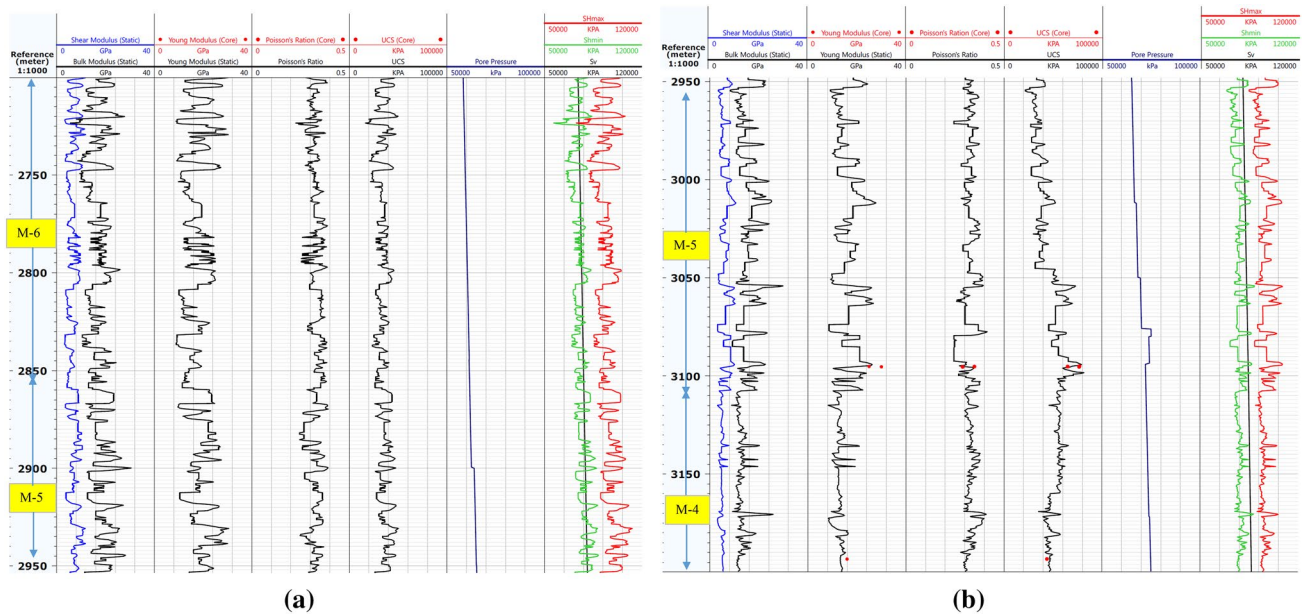 SHmax
50000 KPA 120000
Shear Modulus (Static) Young Modulus (Core) Poisson's Ration (Core) UCS (Core) Shmin
Reference (meter) 1:1000
0 GPa 40 0 GPa 40 0 0.5 0 KPA 100000 50000 KPA 120000
Bulk Modulus (Static) Young Modulus (Static) Poisson's Ratio UCS Pore Pressure Sv
0 GPa 40 0 GPa 40 0 0.5 0 KPA 100000 50000 kPa 100000 50000 KPA 120000
2750
M-6
2800
2850
2900
M-5
2950
(a)
SHmax
50000 KPA 120000
Shear Modulus (Static) Young Modulus (Core) Poisson's Ration (Core) UCS (Core) Shmin
Reference (meter) 1:1000
0 GPa 40 0 GPa 40 0 0.5 0 KPA 100000 50000 KPA 120000
Bulk Modulus (Static) Young Modulus (Static) Poisson's Ratio UCS Pore Pressure Sv
0 GPa 40 0 GPa 40 0 0.5 0 KPA 100000 50000 kPa 100000 50000 KPA 120000
2950
3000
M-5
3050
3100
3150
M-4
(b)